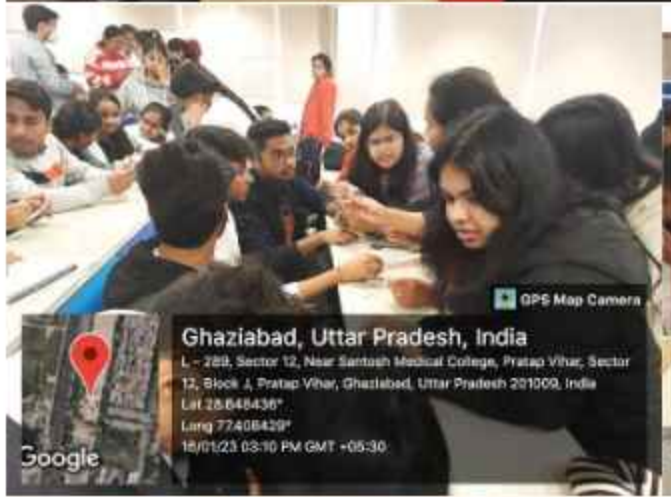 GPS Map Camera
Ghaziabad, Uttar Pradesh, India
L - 289, Sector 12, Near Santosh Medical College, Pratap Vihar, Sector
12, Block J, Pratap Vihar, Ghaziabad, Uttar Pradesh 201009, India
Lat 28.648436°
Long 77.408429°
16/01/23 03:10 PM GMT +05:30
Google